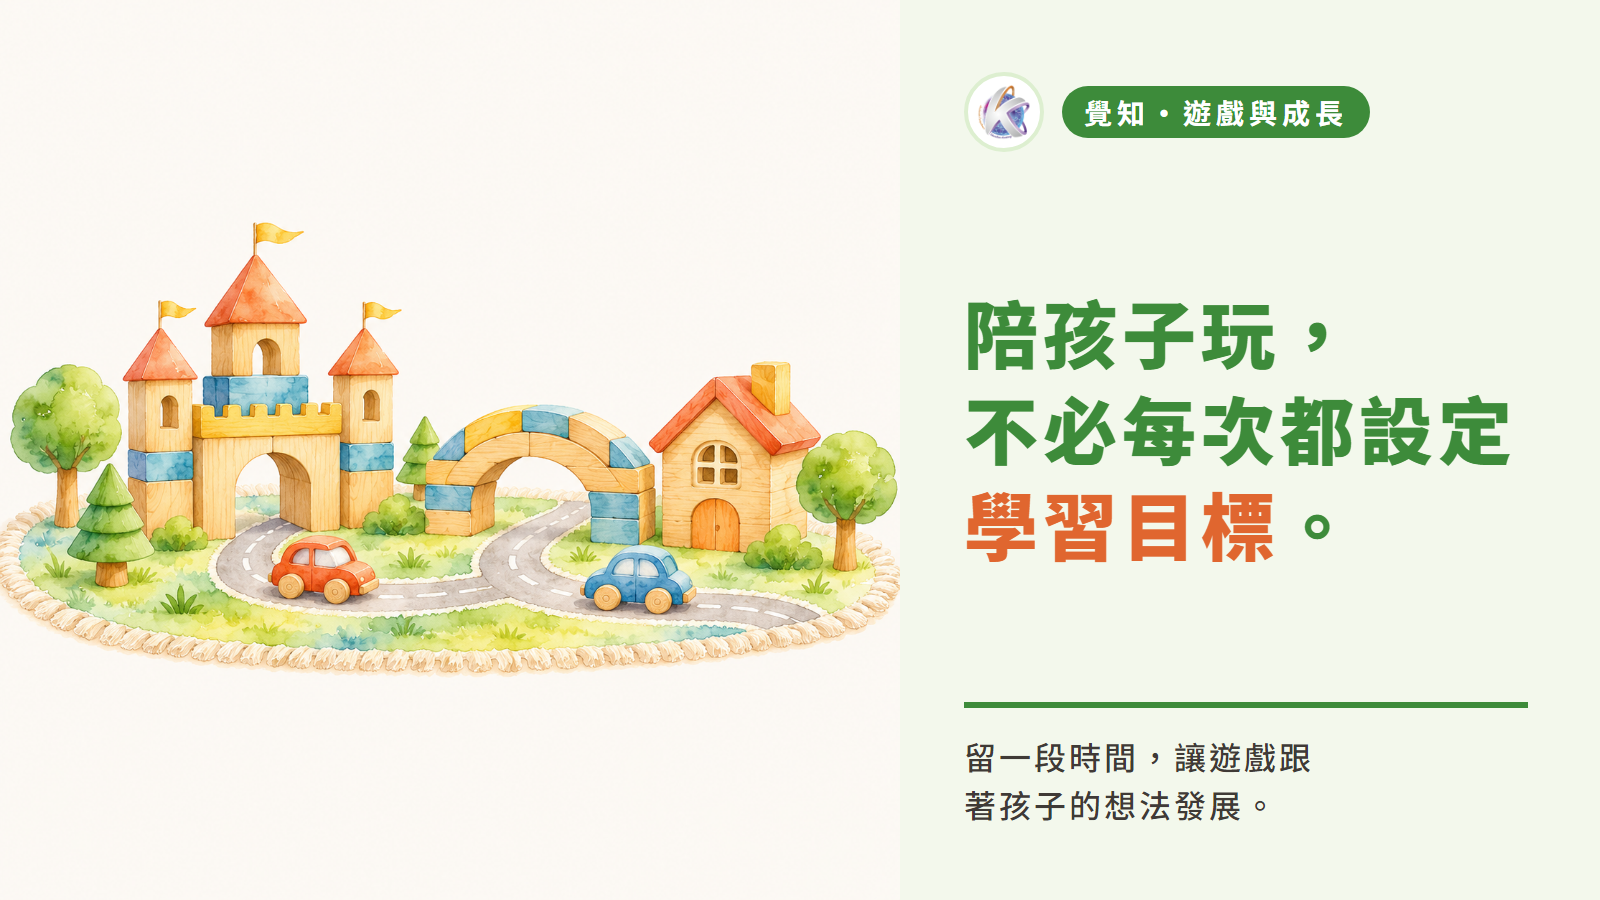 覺知・遊戲與成長
陪孩子玩，
不必每次都設定
學習目標。
留一段時間，讓遊戲跟
著孩子的想法發展。